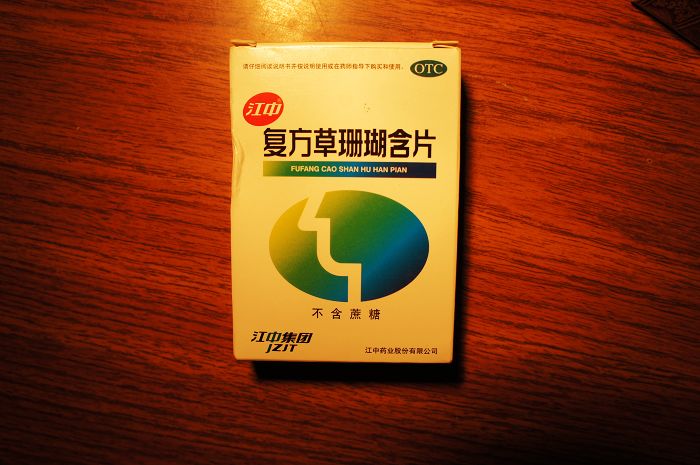 请仔细阅读说明书并按说明使用或在药师指导下购买和使用。
OTC
江中
复方草珊瑚含片
FUFANG CAO SHAN HU HAN PIAN
不含蔗糖
江中集团
JZJT
江中药业股份有限公司